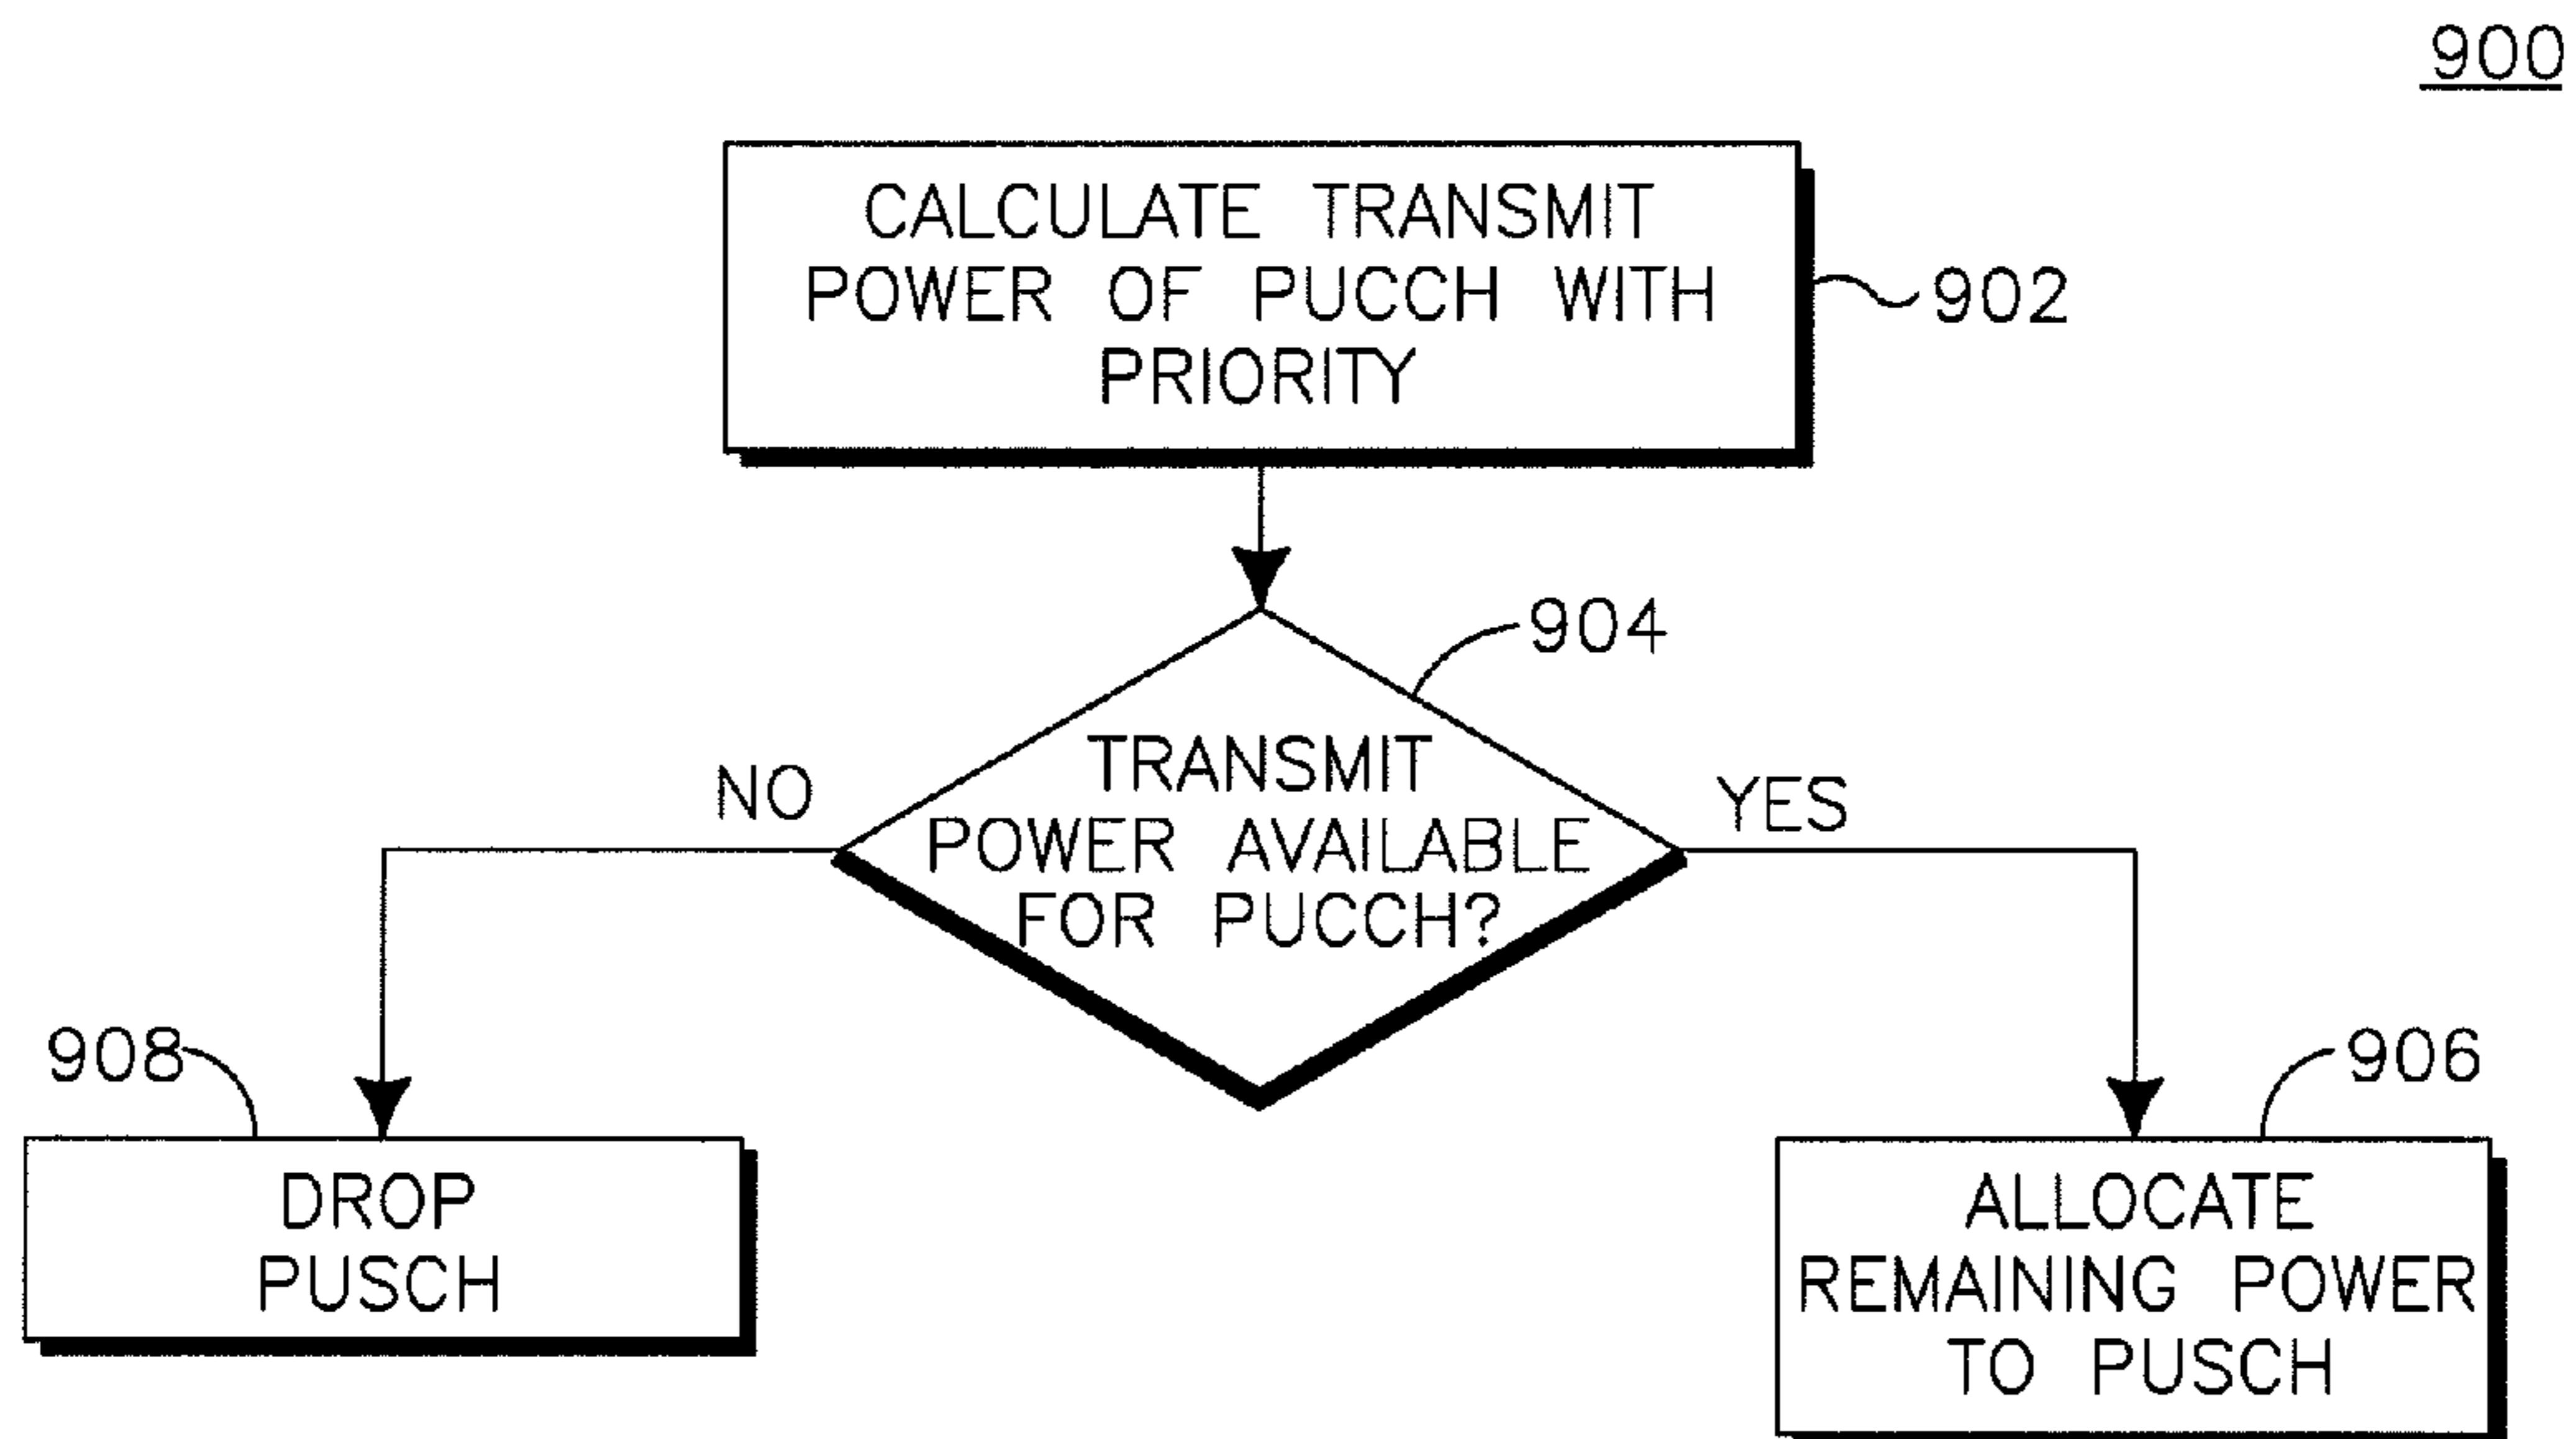 900
CALCULATE TRANSMIT
POWER OF PUCCH WITH
PRIORITY
902
904
TRANSMIT
POWER AVAILABLE
FOR PUCCH?
NO
YES
908
906
DROP
PUSCH
ALLOCATE
REMAINING POWER
TO PUSCH